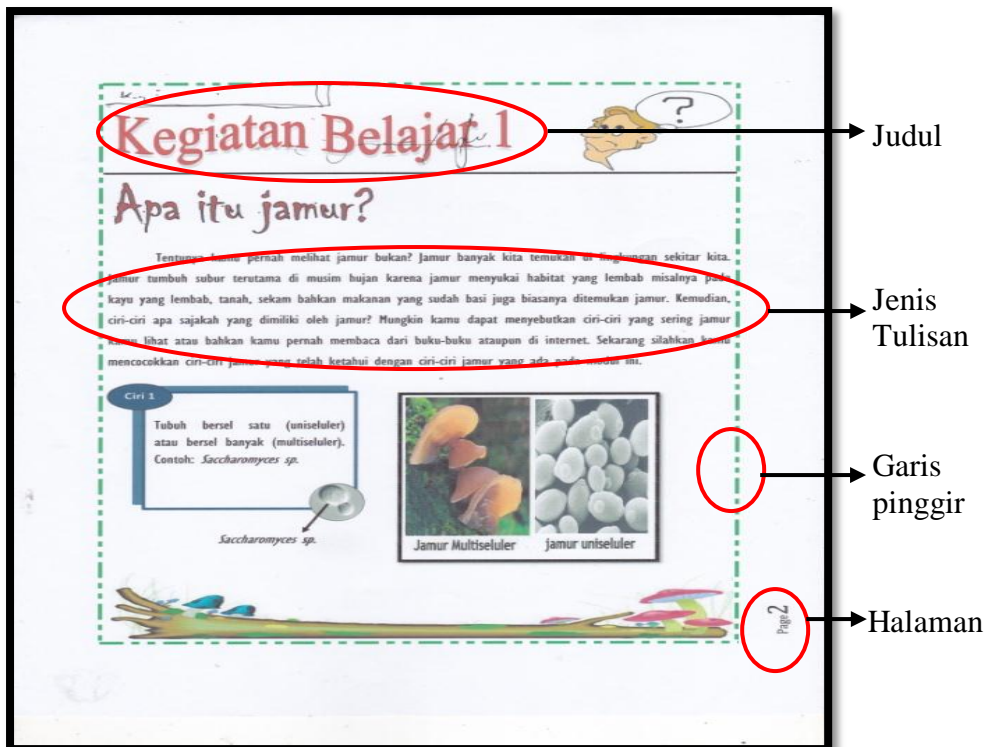 Kegiatan Belajar 1
?
Judul
Apa itu jamur?
Tentunya kamu pernah melihat jamur bukan? Jamur banyak kita temukan di lingkungan sekitar kita.
Jamur tumbuh subur terutama di musim hujan karena jamur menyukai habitat yang lembab misalnya pada
kayu yang lembab, tanah, sekam bahkan makanan yang sudah basi juga biasanya ditemukan jamur. Kemudian,
ciri-ciri apa sajakah yang dimiliki oleh jamur? Mungkin kamu dapat menyebutkan ciri-ciri yang sering jamur
kamu lihat atau bahkan kamu pernah membaca dari buku-buku ataupun di internet. Sekarang silahkan kamu
mencocokkan ciri-ciri jamur yang telah ketahui dengan ciri-ciri jamur yang ada pada modul ini.
Jenis
Tulisan
Ciri 1
Tubuh bersel satu (uniseluler)
atau bersel banyak (multiseluler).
Contoh: Saccharomyces sp.
Saccharomyces sp.
Jamur Multiseluler
jamur uniseluler
Garis
pinggir
Page2
Halaman